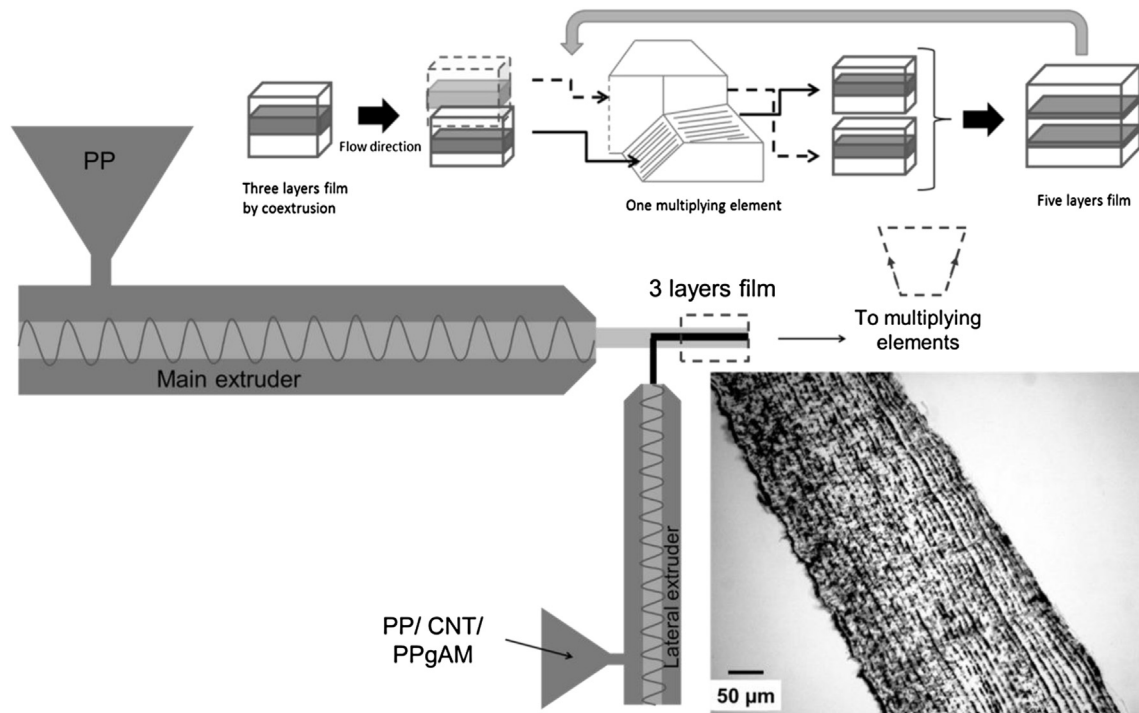 Flow direction
Three layers film
by coextrusion
One multiplying element
Five layers film
PP
3 layers film
To multiplying
elements
Main extruder
Lateral extruder
PP/ CNT/
PPgAM
50 µm